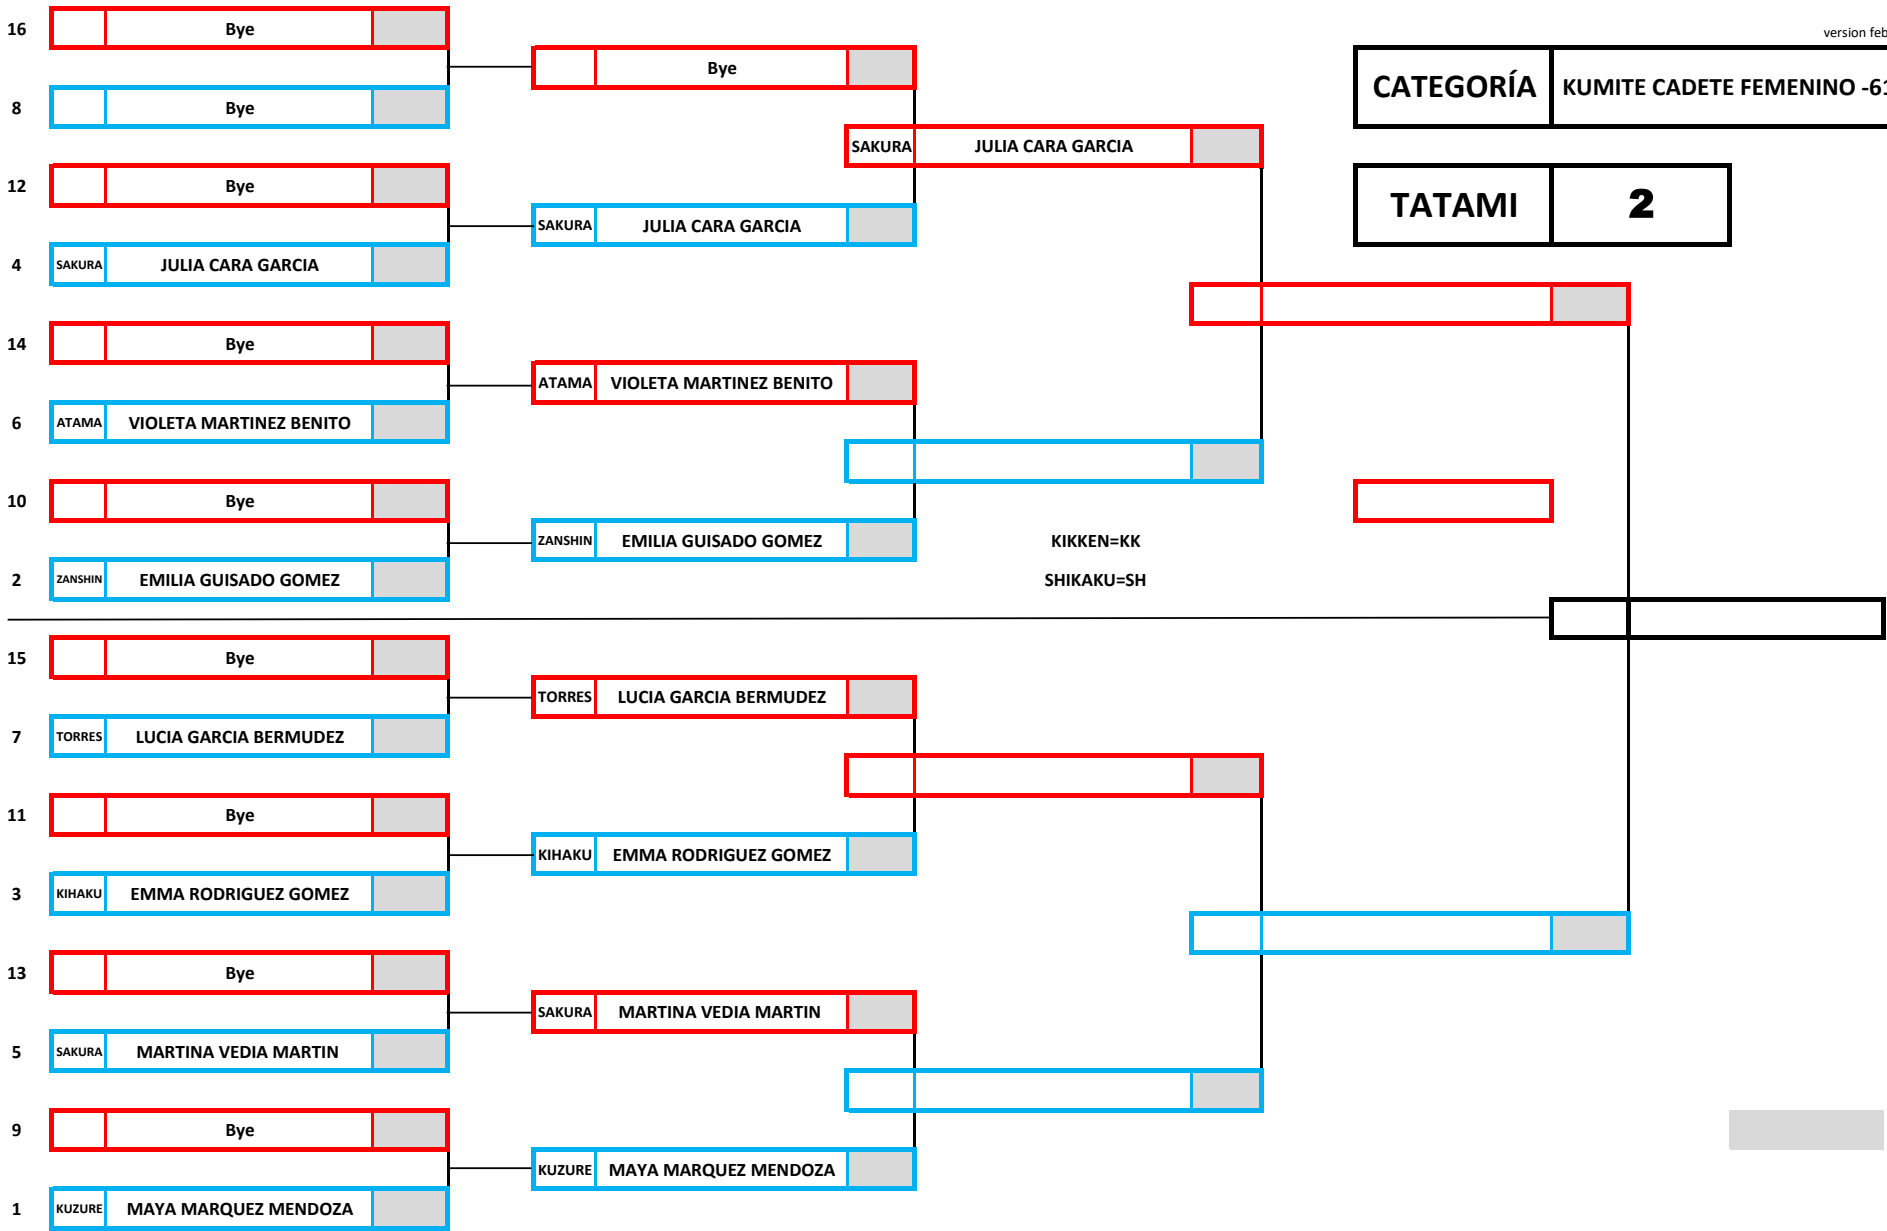 version feb
CATEGORÍA KUMITE CADETE FEMENINO -61
TATAMI 2
16 Bye
8 Bye
Bye
12 Bye
4 SAKURA JULIA CARA GARCIA
SAKURA JULIA CARA GARCIA
SAKURA JULIA CARA GARCIA
14 Bye
6 ATAMA VIOLETA MARTINEZ BENITO
ATAMA VIOLETA MARTINEZ BENITO
10 Bye
2 ZANSHIN EMILIA GUISADO GOMEZ
ZANSHIN EMILIA GUISADO GOMEZ
KIKKEN=KK
SHIKAKU=SH
15 Bye
7 TORRES LUCIA GARCIA BERMUDEZ
TORRES LUCIA GARCIA BERMUDEZ
11 Bye
3 KIHAKU EMMA RODRIGUEZ GOMEZ
KIHAKU EMMA RODRIGUEZ GOMEZ
13 Bye
5 SAKURA MARTINA VEDIA MARTIN
SAKURA MARTINA VEDIA MARTIN
9 Bye
1 KUZURE MAYA MARQUEZ MENDOZA
KUZURE MAYA MARQUEZ MENDOZA